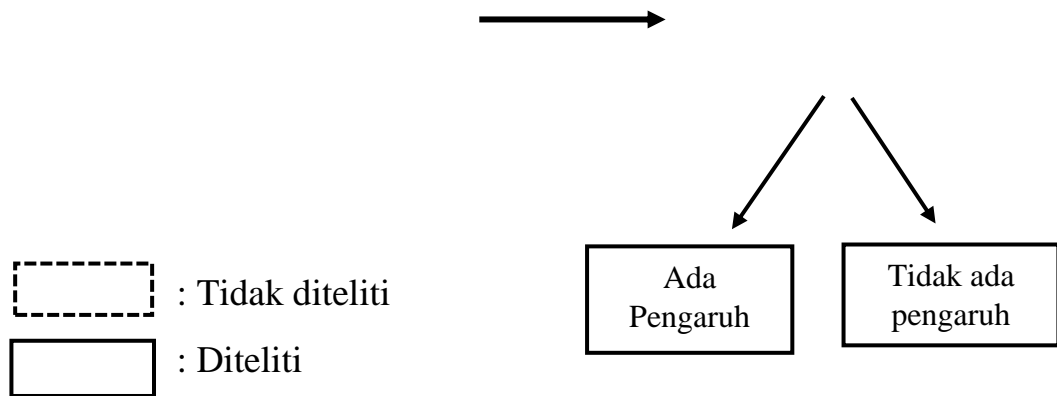 Ada
Pengaruh
Tidak ada
pengaruh
: Tidak diteliti
: Diteliti